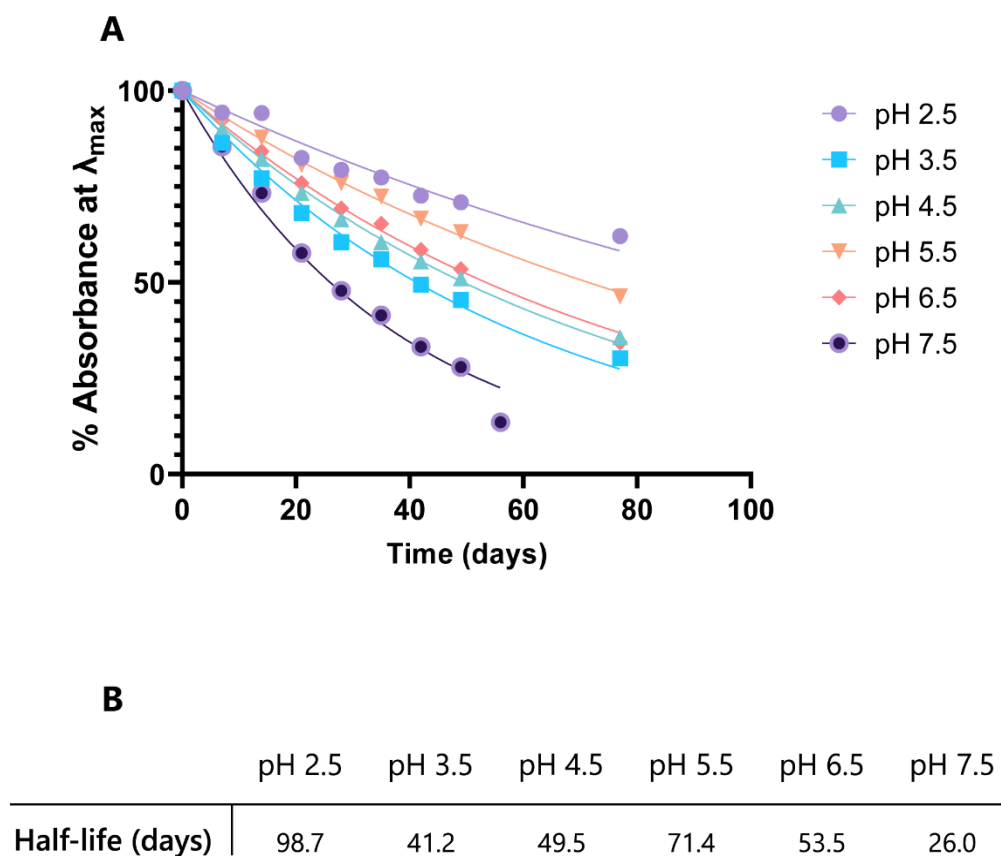 A
% Absorbance at λmax
100
50
0
0 20 40 60 80 100
Time (days)
pH 2.5
pH 3.5
pH 4.5
pH 5.5
pH 6.5
pH 7.5
B
pH 2.5 pH 3.5 pH 4.5 pH 5.5 pH 6.5 pH 7.5
Half-life (days) 98.7 41.2 49.5 71.4 53.5 26.0